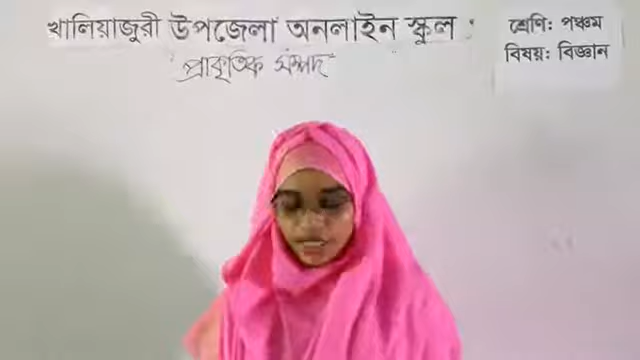 খালিয়াজুরী উপজেলা অনলাইন স্কুল
শ্রেণি: পঞ্চম
বিষয়: বিজ্ঞান
প্রাকৃতিক সম্পদ